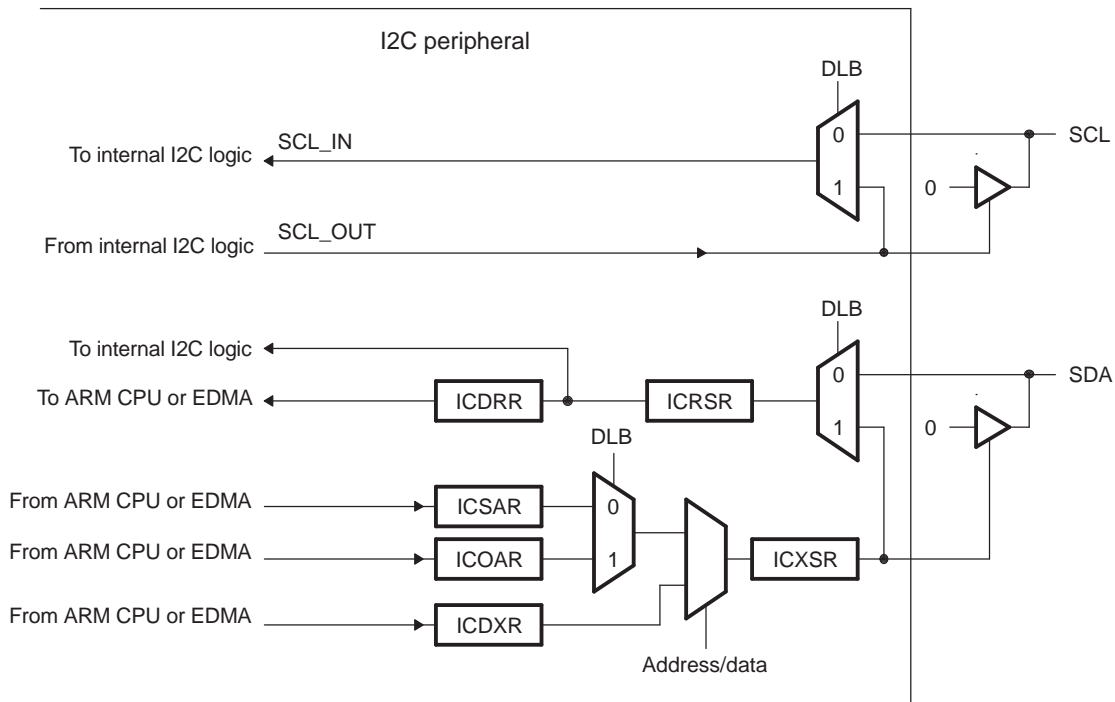 I2C peripheral
DLB
0
SCL
SCL_IN
To internal I2C logic
1
0
SCL_OUT
From internal I2C logic
DLB
To internal I2C logic
0
SDA
To ARM CPU or EDMA
ICDRR
ICRSR
1
0
DLB
From ARM CPU or EDMA
ICSAR
0
From ARM CPU or EDMA
ICOAR
1
ICXSR
From ARM CPU or EDMA
ICDXR
Address/data